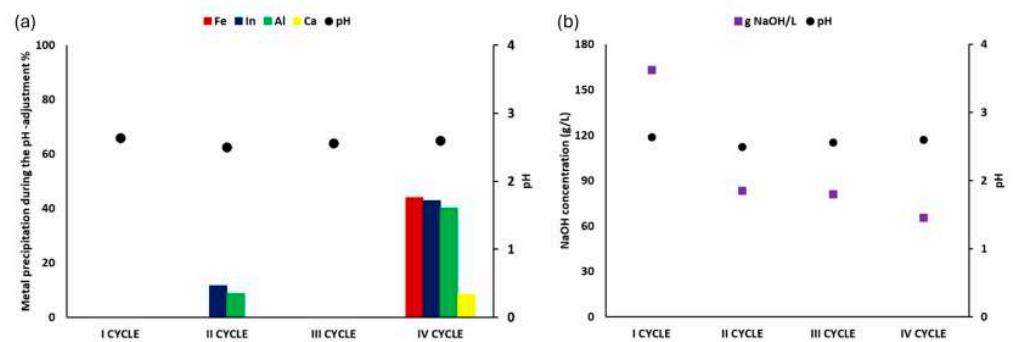 (a)
Fe In Al Ca pH
Metal precipitation during the pH -adjustment %
100
80
60
40
20
0
4
3
2
1
0
pH
I CYCLE II CYCLE III CYCLE IV CYCLE
(b)
g NaOH/L pH
NaOH concentration (g/L)
180
150
120
90
60
30
0
4
3
2
1
0
pH
I CYCLE II CYCLE III CYCLE IV CYCLE